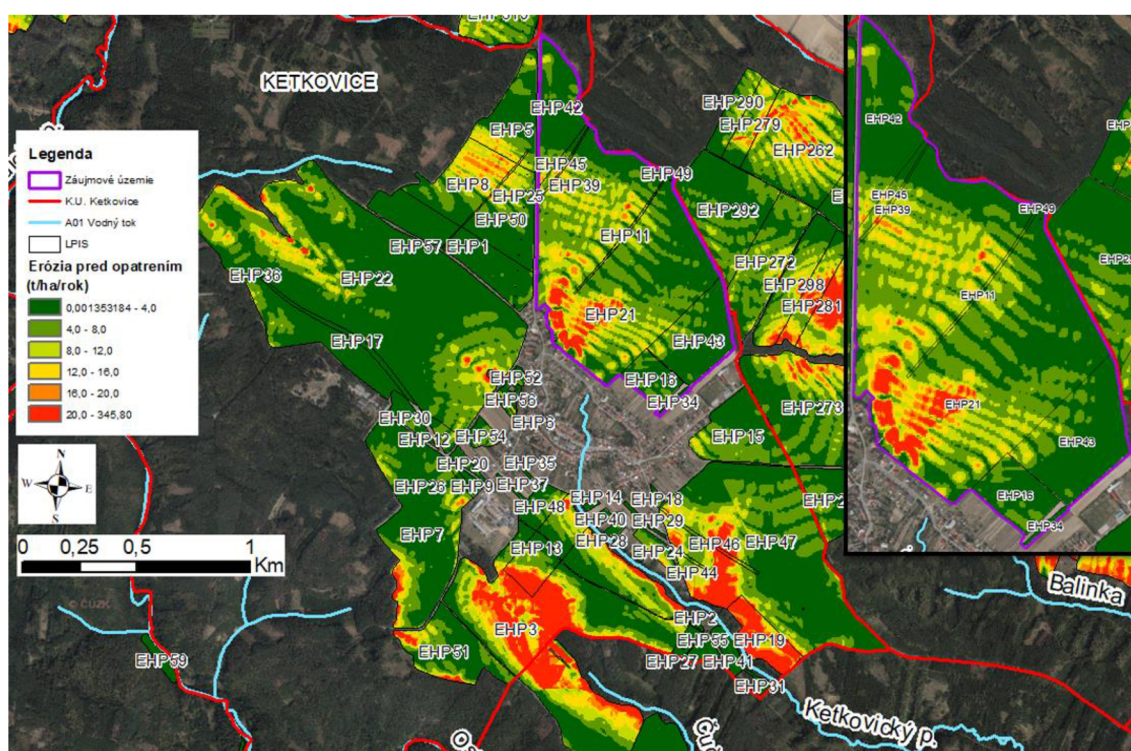 KETKOVICE
Legenda
Záujmové územie
K.U. Ketkovice
A01 Vodný tok
LPIS
Erózia pred opatrením
(t/ha/rok)
0,001353184 - 4,0
4,0 - 8,0
8,0 - 12,0
12,0 - 16,0
16,0 - 20,0
20,0 - 345,80
N
W E
S
0 0,25 0,5 1
Km
© ČÚZK
EHP42
EHP5
EHP45
EHP8
EHP39
EHP25
EHP49
EHP50
EHP290
EHP279
EHP262
EHP292
EHP57
EHP1
EHP11
EHP36
EHP22
EHP272
EHP298
EHP281
EHP21
EHP17
EHP43
EHP52
EHP16
EHP56
EHP34
EHP30
EHP6
EHP273
EHP12
EHP54
EHP15
EHP20
EHP35
EHP26
EHP9
EHP37
EHP14
EHP18
EHP48
EHP40
EHP29
EHP7
EHP28
EHP46
EHP47
EHP13
EHP24
EHP44
EHP2
EHP3
EHP55
EHP19
EHP51
EHP27
EHP41
EHP59
EHP31
Ketkovický p.
Balinka
EHP42
EHP45
EHP39
EHP49
EHP11
EHP21
EHP43
EHP16
EHP34